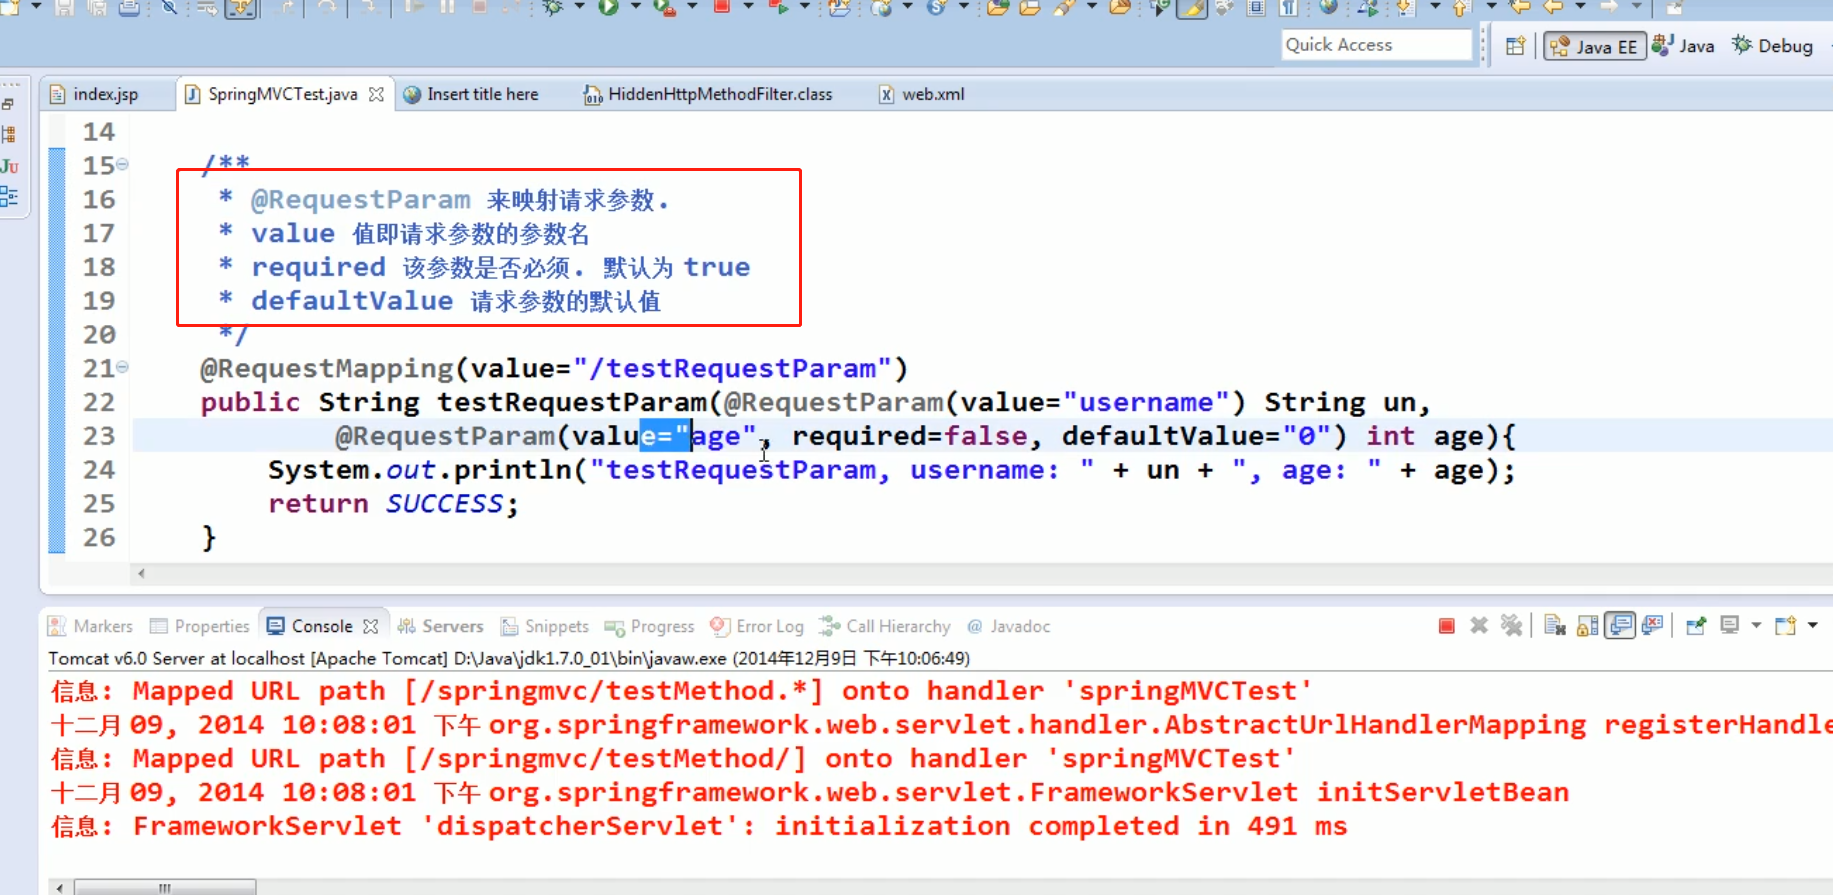 Quick Access
Java EE
Java
Debug
index.jsp
SpringMVCTest.java
Insert title here
HiddenHttpMethodFilter.class
web.xml
14
15 /**
16 * @RequestParam 来映射请求参数.
17 * value 值即请求参数的参数名
18 * required 该参数是否必须. 默认为 true
19 * defaultValue 请求参数的默认值
20 */
21 @RequestMapping(value="/testRequestParam")
22 public String testRequestParam(@RequestParam(value="username") String un,
23 @RequestParam(value="age", required=false, defaultValue="0") int age){
24 System.out.println("testRequestParam, username: " + un + ", age: " + age);
25 return SUCCESS;
26 }
Markers
Properties
Console
Servers
Snippets
Progress
Error Log
Call Hierarchy
@ Javadoc
Tomcat v6.0 Server at localhost [Apache Tomcat] D:\Java\jdk1.7.0_01\bin\javaw.exe (2014年12月9日 下午10:06:49)
信息: Mapped URL path [/springmvc/testMethod.*] onto handler 'springMVCTest'
十二月 09, 2014 10:08:01 下午 org.springframework.web.servlet.handler.AbstractUrlHandlerMapping registerHandle
信息: Mapped URL path [/springmvc/testMethod/] onto handler 'springMVCTest'
十二月 09, 2014 10:08:01 下午 org.springframework.web.servlet.FrameworkServlet initServletBean
信息: FrameworkServlet 'dispatcherServlet': initialization completed in 491 ms